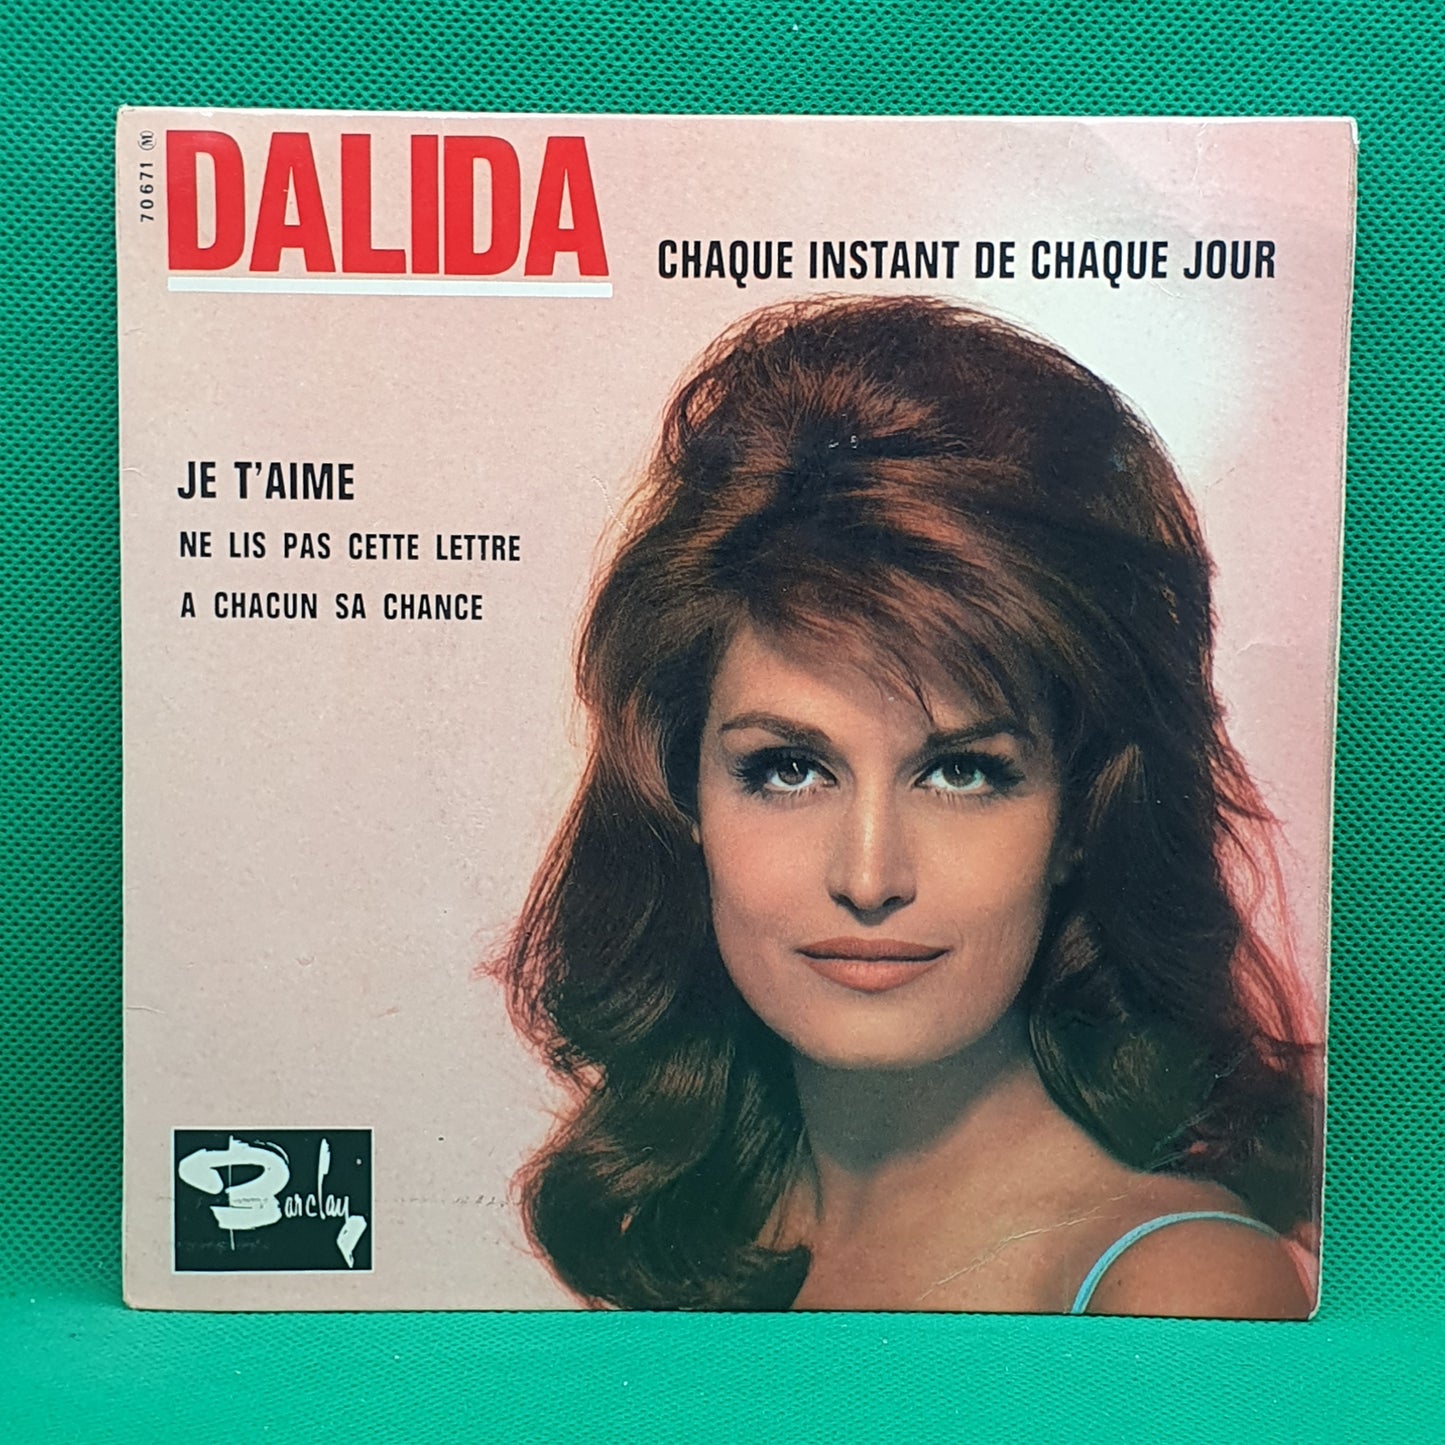 70671 Ⓜ
DALIDA
CHAQUE INSTANT DE CHAQUE JOUR
JE T'AIME
NE LIS PAS CETTE LETTRE
A CHACUN SA CHANCE
Barclay